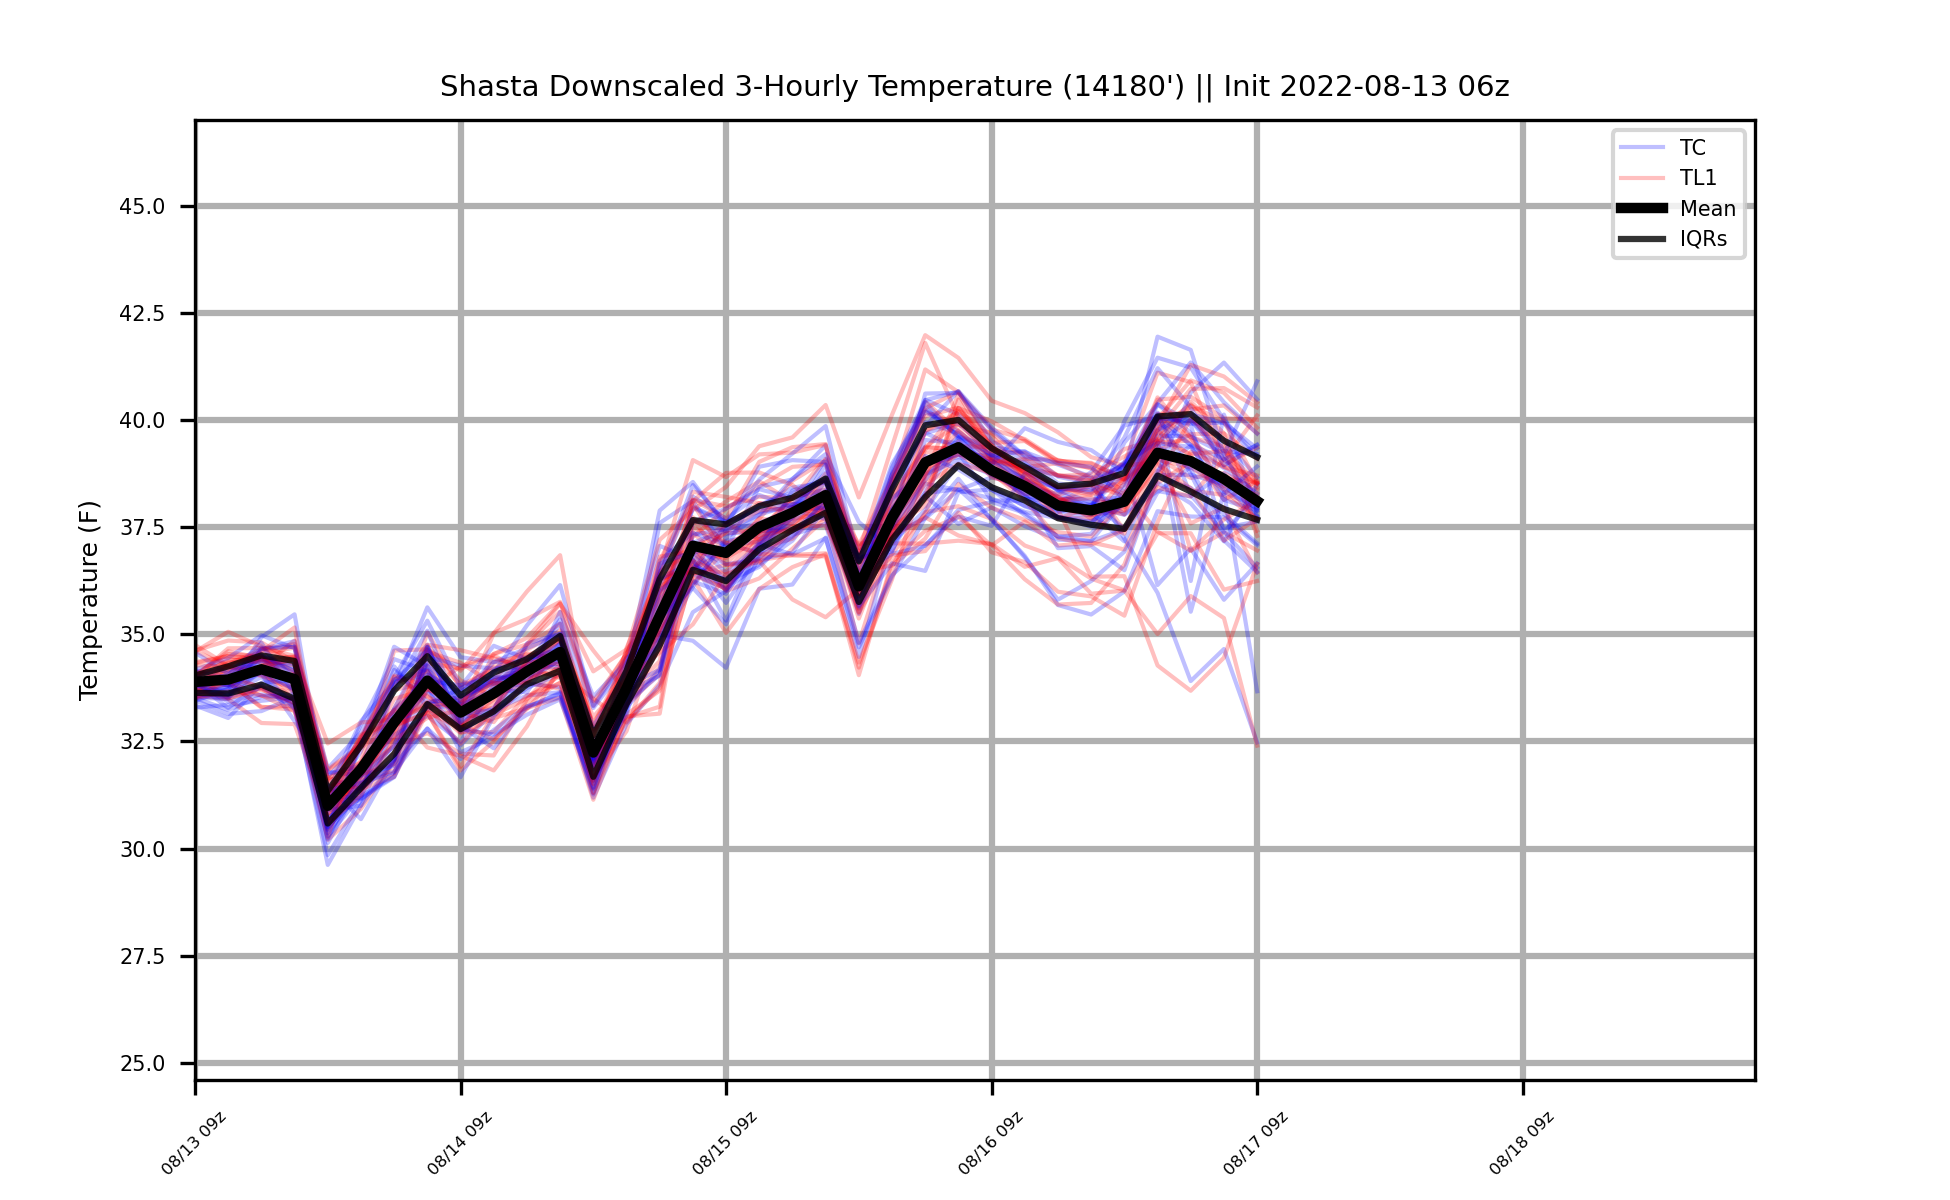 Shasta Downscaled 3-Hourly Temperature (14180') || Init 2022-08-13 06z
TC
TL1
Mean
IQRs
Temperature (F)
45.0
42.5
40.0
37.5
35.0
32.5
30.0
27.5
25.0
08/13 09z
08/14 09z
08/15 09z
08/16 09z
08/17 09z
08/18 09z